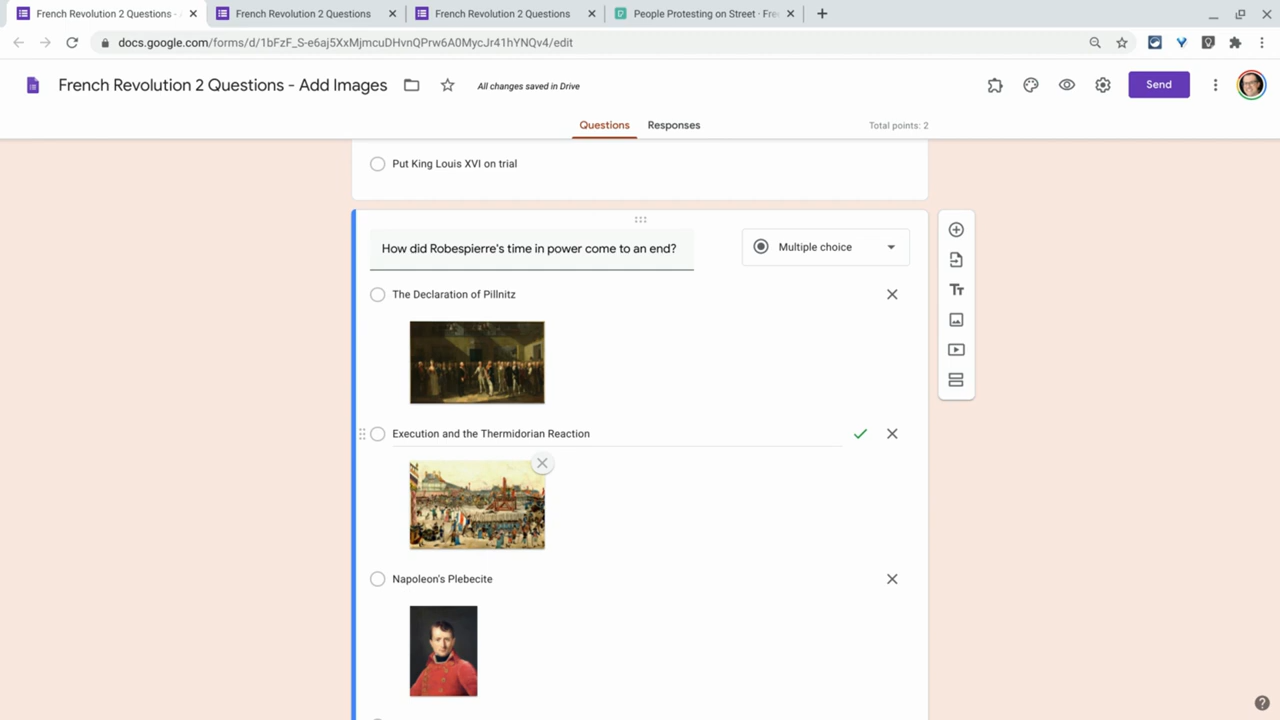 French Revolution 2 Questions -
French Revolution 2 Questions
French Revolution 2 Questions
People Protesting on Street · Fre
docs.google.com/forms/d/1bFzF_S-e6aj5XxMjmcuDHvnQPrw6A0MycJr41hYNQv4/edit
French Revolution 2 Questions - Add Images
All changes saved in Drive
Send
Questions
Responses
Total points: 2
Put King Louis XVI on trial
How did Robespierre's time in power come to an end?
Multiple choice
The Declaration of Pillnitz
Execution and the Thermidorian Reaction
Napoleon's Plebecite